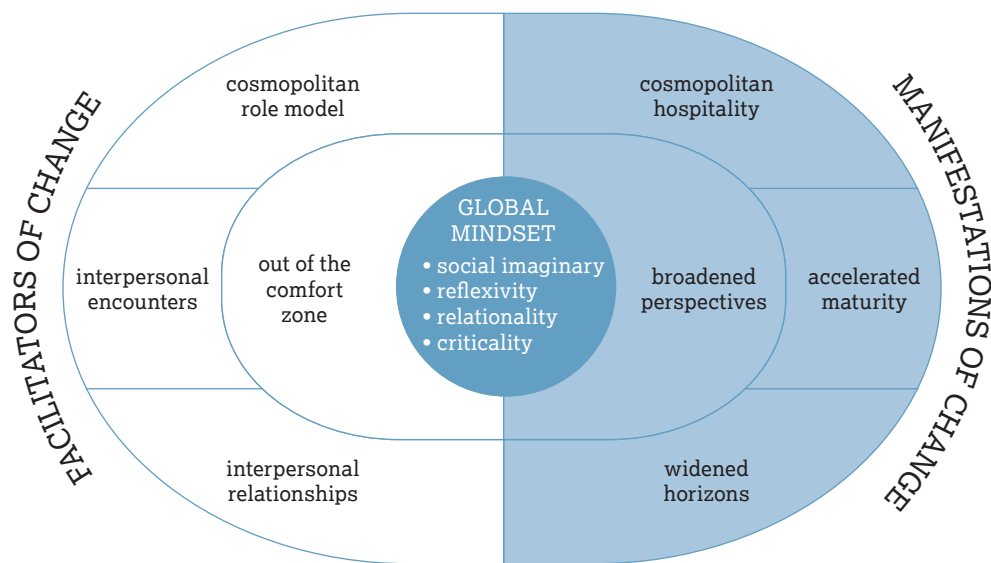 FACILITATORS OF CHANGE
cosmopolitan
role model
interpersonal
encounters
out of the
comfort
zone
interpersonal
relationships
GLOBAL
MINDSET
• social imaginary
• reflexivity
• relationality
• criticality
cosmopolitan
hospitality
broadened
perspectives
accelerated
maturity
widened
horizons
MANIFESTATIONS OF CHANGE